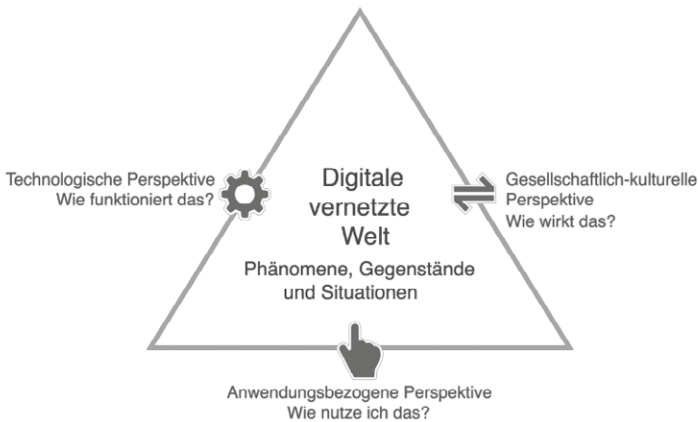 Technologische Perspektive
Wie funktioniert das?
Digitale
vernetzte
Welt
Phänomene, Gegenstände
und Situationen
Gesellschaftlich-kulturelle
Perspektive
Wie wirkt das?
Anwendungsbezogene Perspektive
Wie nutze ich das?